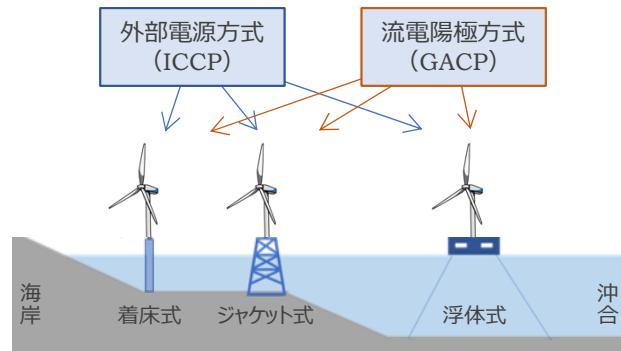 外部電源方式
（ICCP）
流電陽極方式
（GACP）
海岸
着床式
ジャケット式
浮体式
沖合